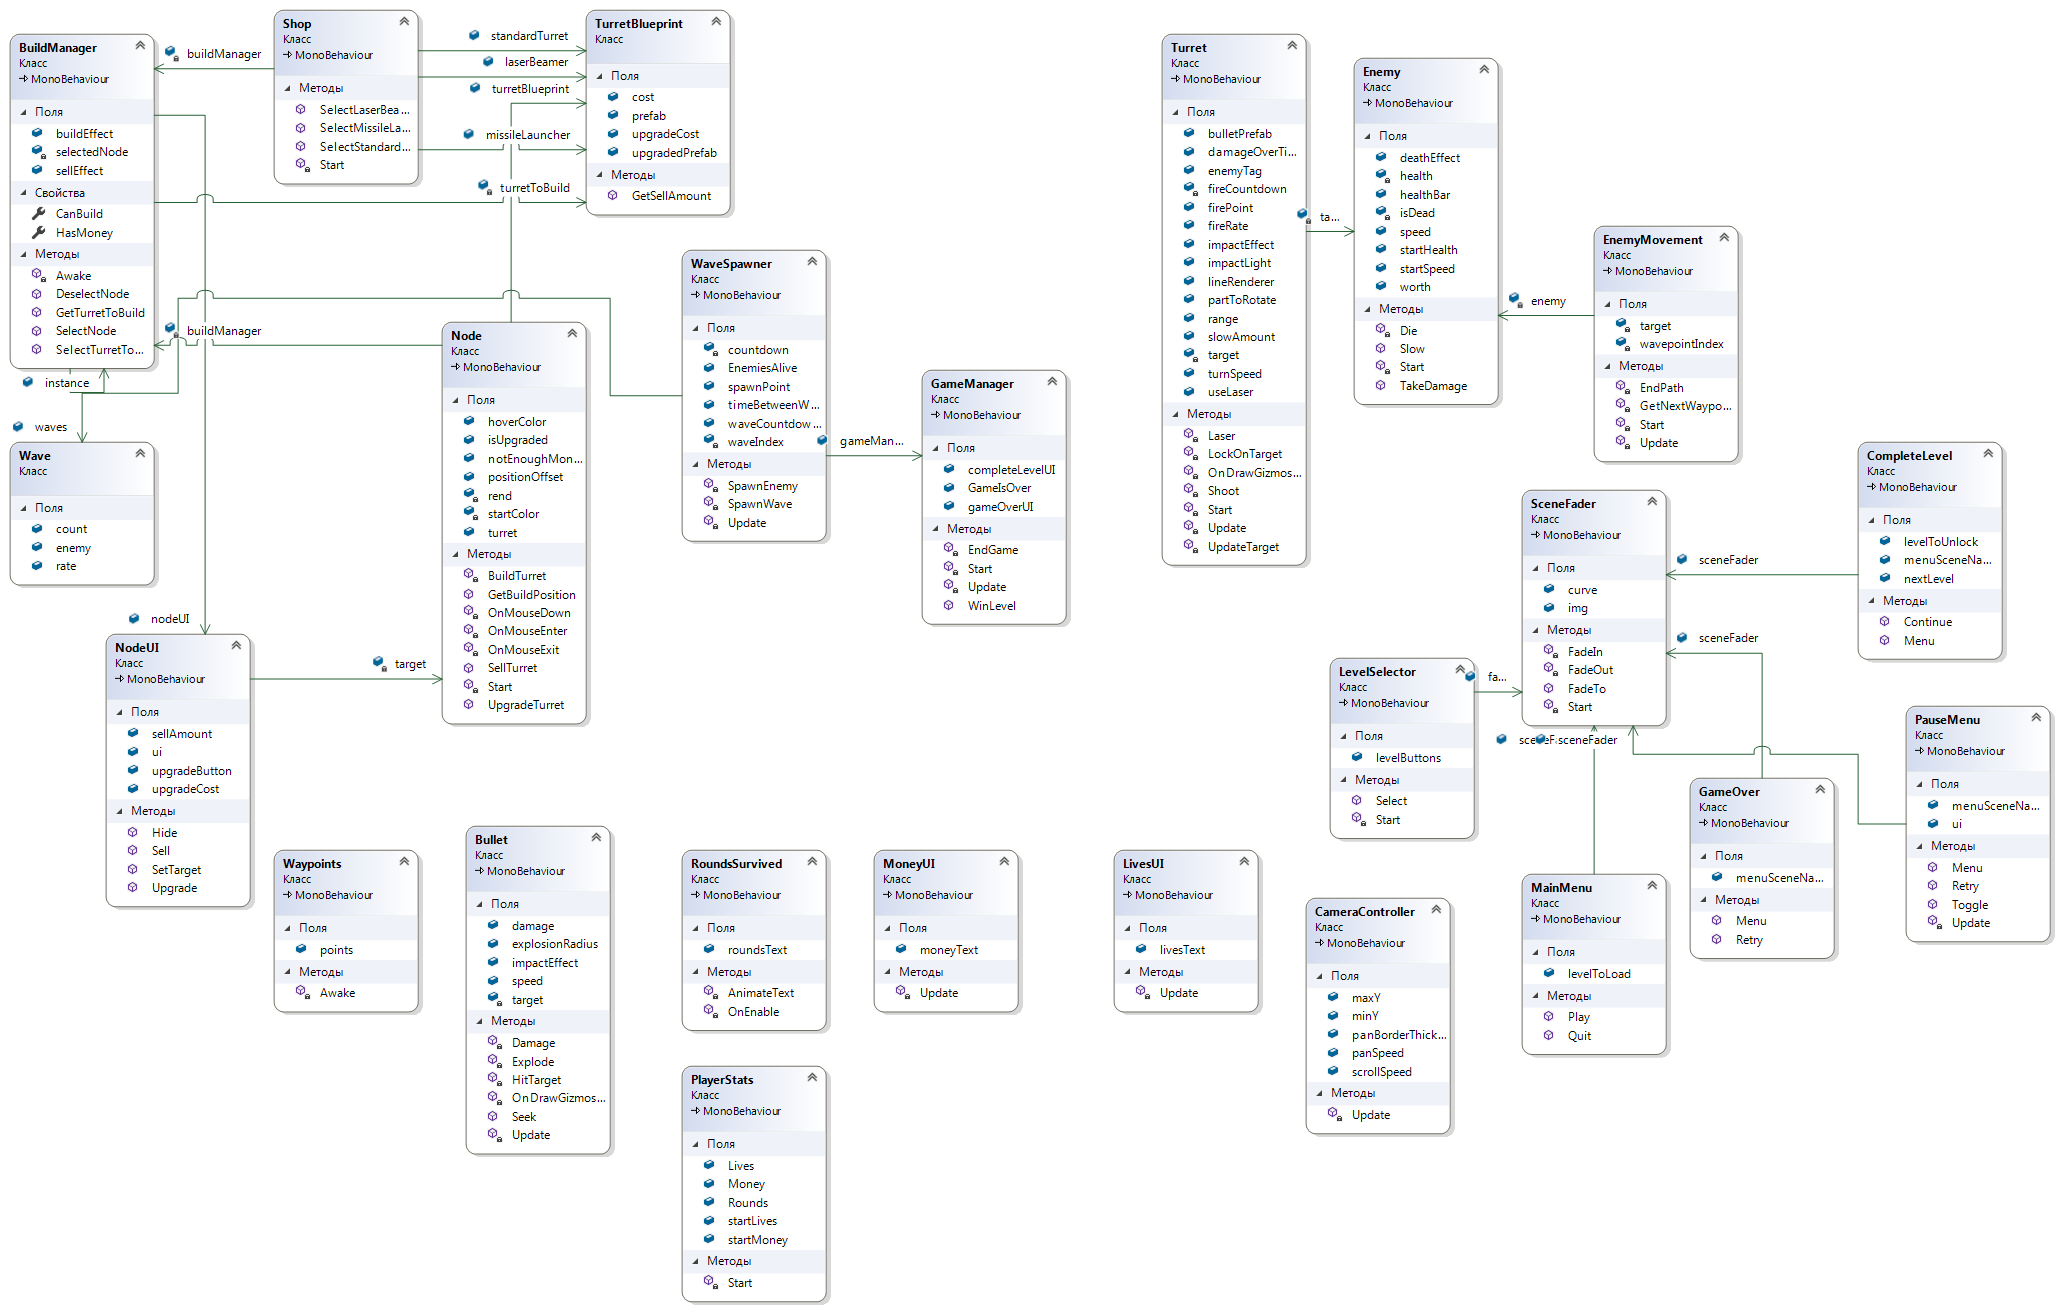 BuildManager
Класс
MonoBehaviour
Поля
buildEffect
selectedNode
sellEffect
Свойства
CanBuild
HasMoney
Методы
Awake
DeselectNode
GetTurretToBuild
SelectNode
SelectTurretTo...
buildManager
Shop
Класс
MonoBehaviour
Методы
SelectLaserBea...
SelectMissileLa...
SelectStandard...
Start
standardTurret
laserBeamer
turretBlueprint
missileLauncher
turretToBuild
TurretBlueprint
Класс
Поля
cost
prefab
upgradeCost
upgradedPrefab
Методы
GetSellAmount
buildManager
instance
waves
Wave
Класс
Поля
count
enemy
rate
Node
Класс
MonoBehaviour
Поля
hoverColor
isUpgraded
notEnoughMon...
positionOffset
rend
startColor
turret
Методы
BuildTurret
GetBuildPosition
OnMouseDown
OnMouseEnter
OnMouseExit
SellTurret
Start
UpgradeTurret
WaveSpawner
Класс
MonoBehaviour
Поля
countdown
EnemiesAlive
spawnPoint
timeBetweenW...
waveCountdow...
waveIndex
Методы
SpawnEnemy
SpawnWave
Update
gameMan...
GameManager
Класс
MonoBehaviour
Поля
completeLevelUI
GameIsOver
gameOverUI
Методы
EndGame
Start
Update
WinLevel
nodeUI
NodeUI
Класс
MonoBehaviour
Поля
sellAmount
ui
upgradeButton
upgradeCost
Методы
Hide
Sell
SetTarget
Upgrade
target
Turret
Класс
MonoBehaviour
Поля
bulletPrefab
damageOverTi...
enemyTag
fireCountdown
firePoint
fireRate
impactEffect
impactLight
lineRenderer
partToRotate
range
slowAmount
target
turnSpeed
useLaser
Методы
Laser
LockOnTarget
OnDrawGizmos...
Shoot
Start
Update
UpdateTarget
ta...
Enemy
Класс
MonoBehaviour
Поля
deathEffect
health
healthBar
isDead
speed
startHealth
startSpeed
worth
Методы
Die
Slow
Start
TakeDamage
enemy
EnemyMovement
Класс
MonoBehaviour
Поля
target
wavepointIndex
Методы
EndPath
GetNextWaypo...
Start
Update
CompleteLevel
Класс
MonoBehaviour
Поля
levelToUnlock
menuSceneNa...
nextLevel
Методы
Continue
Menu
sceneFader
SceneFader
Класс
MonoBehaviour
Поля
curve
img
Методы
FadeIn
FadeOut
FadeTo
Start
sceneFader
LevelSelector
Класс
MonoBehaviour
Поля
levelButtons
Методы
Select
Start
fa...
sceneFader
PauseMenu
Класс
MonoBehaviour
Поля
menuSceneNa...
ui
Методы
Menu
Retry
Toggle
Update
GameOver
Класс
MonoBehaviour
Поля
menuSceneNa...
Методы
Menu
Retry
MainMenu
Класс
MonoBehaviour
Поля
levelToLoad
Методы
Play
Quit
Waypoints
Класс
MonoBehaviour
Поля
points
Методы
Awake
Bullet
Класс
MonoBehaviour
Поля
damage
explosionRadius
impactEffect
speed
target
Методы
Damage
Explode
HitTarget
OnDrawGizmos...
Seek
Update
RoundsSurvived
Класс
MonoBehaviour
Поля
roundsText
Методы
AnimateText
OnEnable
MoneyUI
Класс
MonoBehaviour
Поля
moneyText
Методы
Update
LivesUI
Класс
MonoBehaviour
Поля
livesText
Методы
Update
CameraController
Класс
MonoBehaviour
Поля
maxY
minY
panBorderThick...
panSpeed
scrollSpeed
Методы
Update
PlayerStats
Класс
MonoBehaviour
Поля
Lives
Money
Rounds
startLives
startMoney
Методы
Start